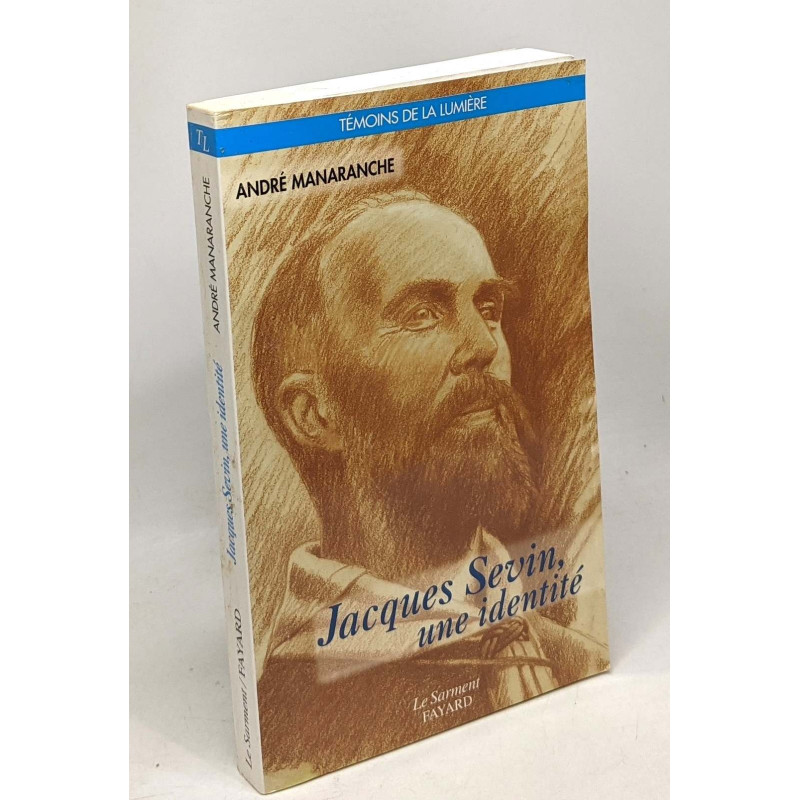 TÉMOINS DE LA LUMIÈRE
ANDRÉ MANARANCHE
Jacques Sevin,
une identité
Le Sarment
FAYARD
TL
ANDRÉ MANARANCHE
Jacques Sevin, une identité
Le Sarment / FAYARD